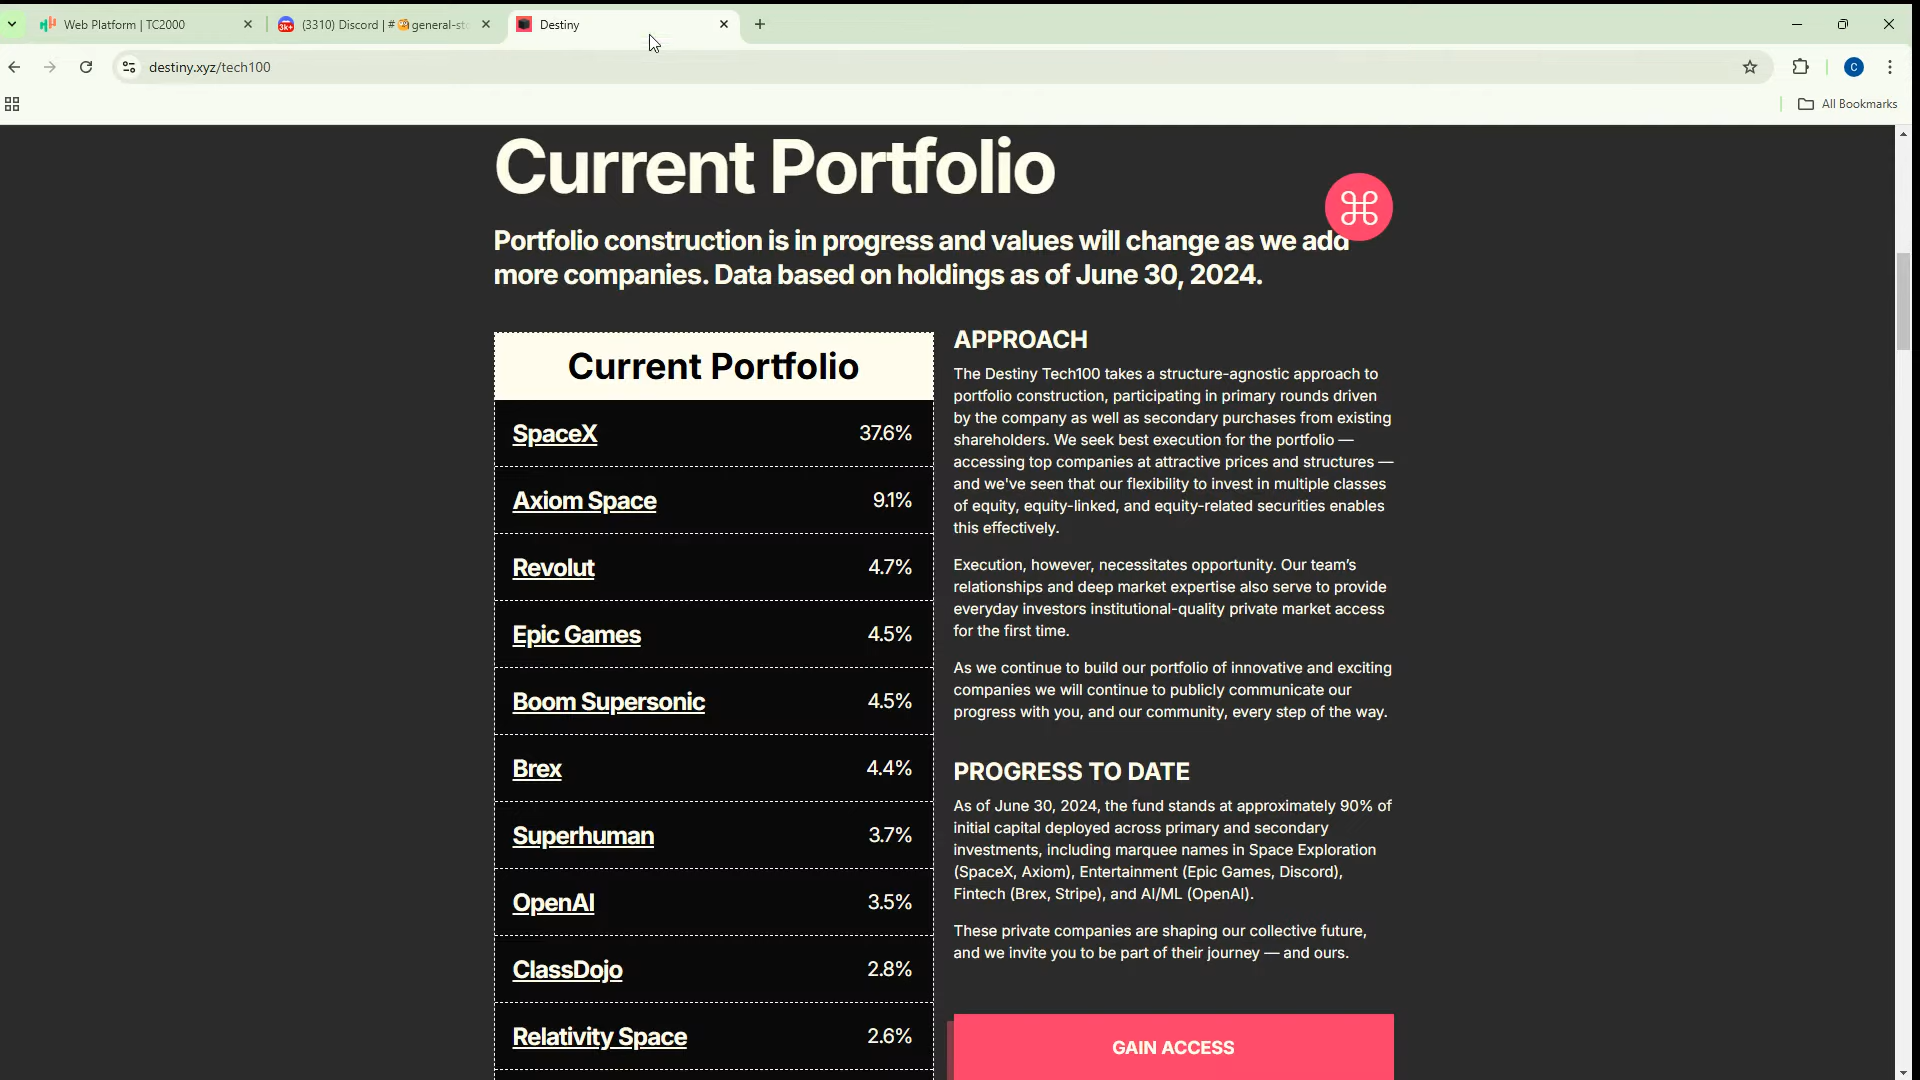 Web Platform | TC2000
(3310) Discord | # general-sto
Destiny
destiny.xyz/tech100
C
All Bookmarks
Current Portfolio
Portfolio construction is in progress and values will change as we add
more companies. Data based on holdings as of June 30, 2024.
Current Portfolio
SpaceX 37.6%
Axiom Space 9.1%
Revolut 4.7%
Epic Games 4.5%
Boom Supersonic 4.5%
Brex 4.4%
Superhuman 3.7%
OpenAI 3.5%
ClassDojo 2.8%
Relativity Space 2.6%
APPROACH
The Destiny Tech100 takes a structure-agnostic approach to
portfolio construction, participating in primary rounds driven
by the company as well as secondary purchases from existing
shareholders. We seek best execution for the portfolio —
accessing top companies at attractive prices and structures —
and we've seen that our flexibility to invest in multiple classes
of equity, equity-linked, and equity-related securities enables
this effectively.
Execution, however, necessitates opportunity. Our team's
relationships and deep market expertise also serve to provide
everyday investors institutional-quality private market access
for the first time.
As we continue to build our portfolio of innovative and exciting
companies we will continue to publicly communicate our
progress with you, and our community, every step of the way.
PROGRESS TO DATE
As of June 30, 2024, the fund stands at approximately 90% of
initial capital deployed across primary and secondary
investments, including marquee names in Space Exploration
(SpaceX, Axiom), Entertainment (Epic Games, Discord),
Fintech (Brex, Stripe), and AI/ML (OpenAI).
These private companies are shaping our collective future,
and we invite you to be part of their journey — and ours.
GAIN ACCESS